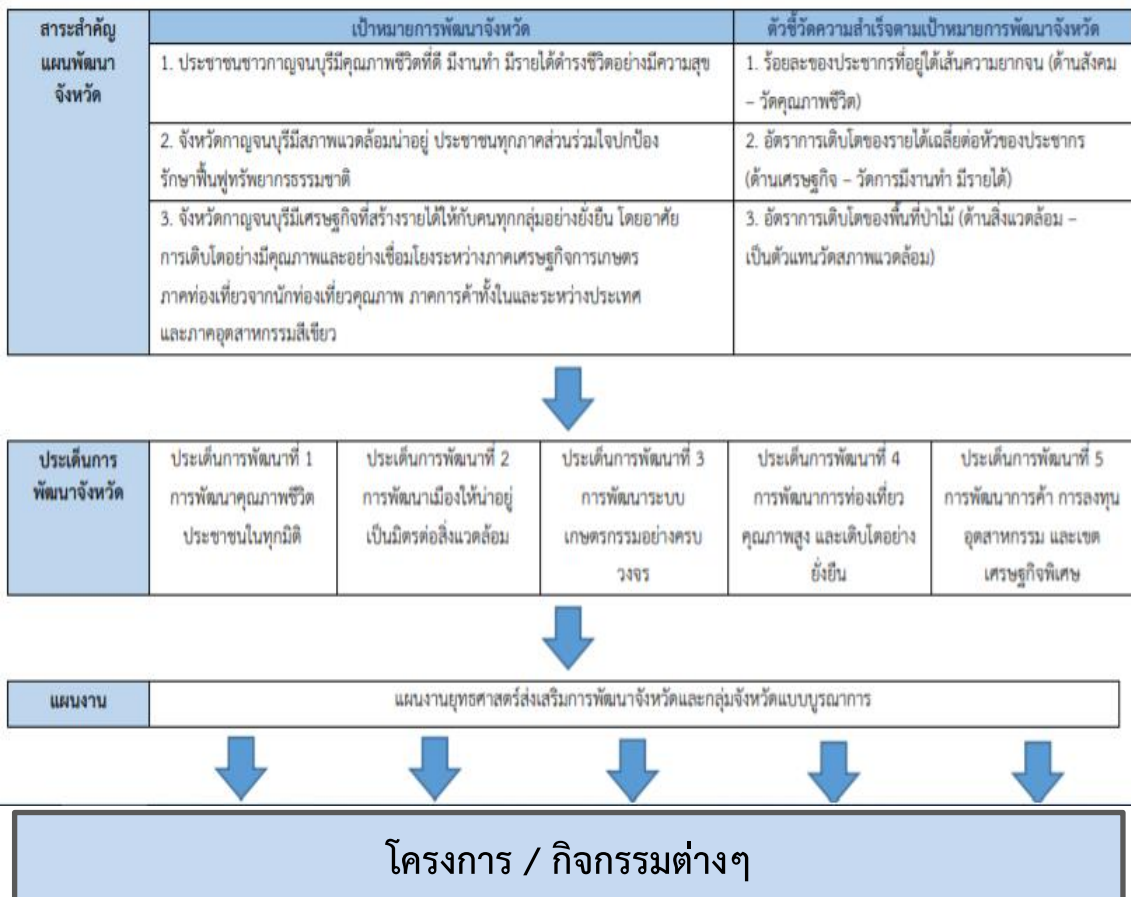 สาระสำคัญ
แผนพัฒนา
จังหวัด
เป้าหมายการพัฒนาจังหวัด
ตัวชี้วัดความสำเร็จตามเป้าหมายการพัฒนาจังหวัด
1. ประชาชนชาวกาญจนบุรีมีคุณภาพชีวิตที่ดี มีงานทำ มีรายได้ดำรงชีวิตอย่างมีความสุข
1. ร้อยละของประชากรที่อยู่ใต้เส้นความยากจน (ด้านสังคม
– วัดคุณภาพชีวิต)
2. จังหวัดกาญจนบุรีมีสภาพแวดล้อมน่าอยู่ ประชาชนทุกภาคส่วนร่วมใจปกป้อง
รักษาฟื้นฟูทรัพยากรธรรมชาติ
2. อัตราการเติบโตของรายได้เฉลี่ยต่อหัวของประชากร
(ด้านเศรษฐกิจ – วัดการมีงานทำ มีรายได้)
3. จังหวัดกาญจนบุรีมีเศรษฐกิจที่สร้างรายได้ให้กับคนทุกกลุ่มอย่างยั่งยืน โดยอาศัย
การเติบโตอย่างมีคุณภาพและอย่างเชื่อมโยงระหว่างภาคเศรษฐกิจการเกษตร
ภาคท่องเที่ยวจากนักท่องเที่ยวคุณภาพ ภาคการค้าทั้งในและระหว่างประเทศ
และภาคอุตสาหกรรมสีเขียว
3. อัตราการเติบโตของพื้นที่ป่าไม้ (ด้านสิ่งแวดล้อม –
เป็นตัวแทนวัดสภาพแวดล้อม)
ประเด็นการ
พัฒนาจังหวัด
ประเด็นการพัฒนาที่ 1
การพัฒนาคุณภาพชีวิต
ประชาชนในทุกมิติ
ประเด็นการพัฒนาที่ 2
การพัฒนาเมืองให้น่าอยู่
เป็นมิตรต่อสิ่งแวดล้อม
ประเด็นการพัฒนาที่ 3
การพัฒนาระบบ
เกษตรกรรมอย่างครบ
วงจร
ประเด็นการพัฒนาที่ 4
การพัฒนาการท่องเที่ยว
คุณภาพสูง และเติบโตอย่าง
ยั่งยืน
ประเด็นการพัฒนาที่ 5
การพัฒนาการค้า การลงทุน
อุตสาหกรรม และเขต
เศรษฐกิจพิเศษ
แผนงาน
แผนงานยุทธศาสตร์ส่งเสริมการพัฒนาจังหวัดและกลุ่มจังหวัดแบบบูรณาการ
โครงการ / กิจกรรมต่างๆ